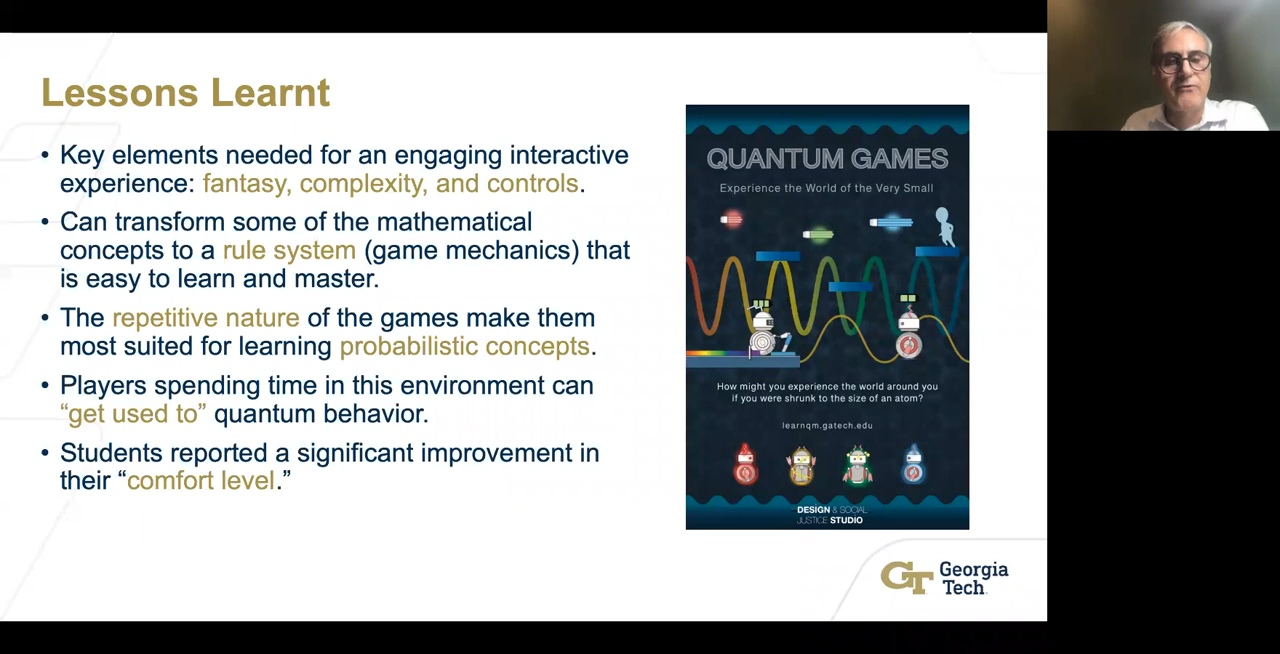 Lessons Learnt
• Key elements needed for an engaging interactive
experience: fantasy, complexity, and controls.
• Can transform some of the mathematical
concepts to a rule system (game mechanics) that
is easy to learn and master.
• The repetitive nature of the games make them
most suited for learning probabilistic concepts.
• Players spending time in this environment can
“get used to” quantum behavior.
• Students reported a significant improvement in
their “comfort level.”
QUANTUM GAMES
Experience the World of the Very Small
How might you experience the world around you
if you were shrunk to the size of an atom?
learnqm.gatech.edu
DESIGN & SOCIAL
JUSTICE STUDIO
GT Georgia
Tech